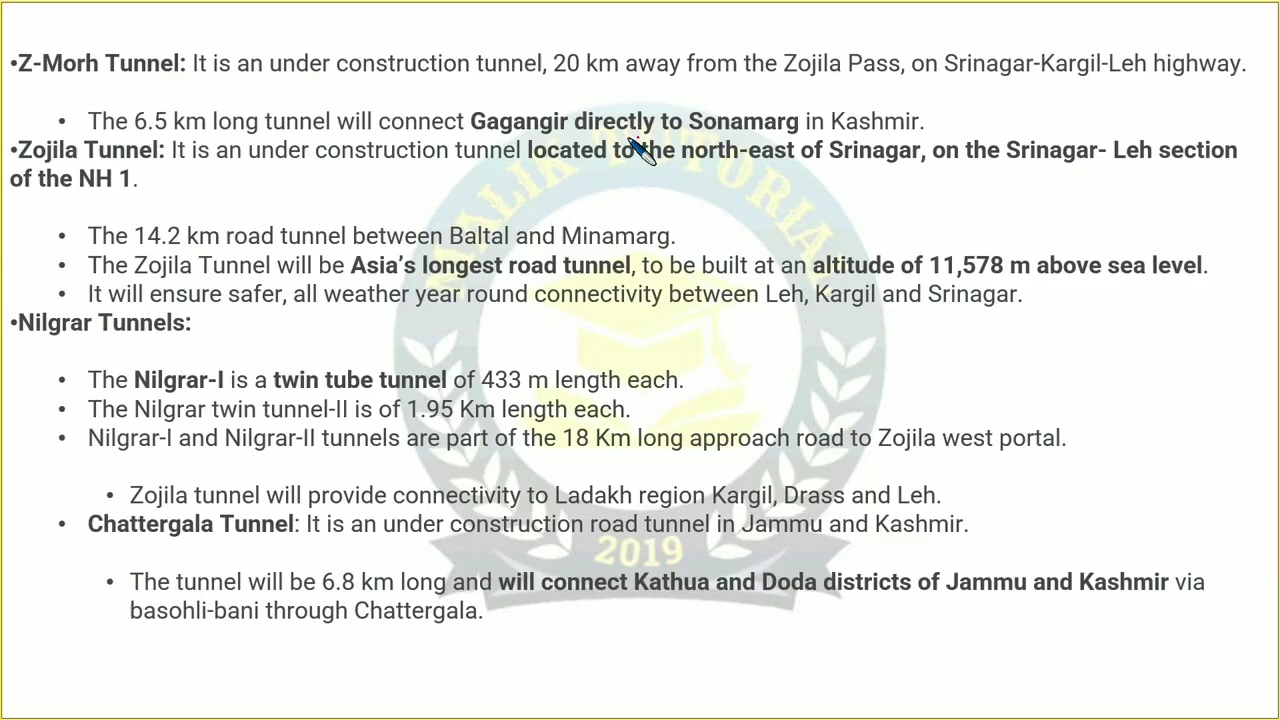 •Z-Morh Tunnel: It is an under construction tunnel, 20 km away from the Zojila Pass, on Srinagar-Kargil-Leh highway.
• The 6.5 km long tunnel will connect Gagangir directly to Sonamarg in Kashmir.
•Zojila Tunnel: It is an under construction tunnel located to the north-east of Srinagar, on the Srinagar- Leh section
of the NH 1.
• The 14.2 km road tunnel between Baltal and Minamarg.
• The Zojila Tunnel will be Asia’s longest road tunnel, to be built at an altitude of 11,578 m above sea level.
• It will ensure safer, all weather year round connectivity between Leh, Kargil and Srinagar.
•Nilgrar Tunnels:
• The Nilgrar-I is a twin tube tunnel of 433 m length each.
• The Nilgrar twin tunnel-II is of 1.95 Km length each.
• Nilgrar-I and Nilgrar-II tunnels are part of the 18 Km long approach road to Zojila west portal.
• Zojila tunnel will provide connectivity to Ladakh region Kargil, Drass and Leh.
• Chattergala Tunnel: It is an under construction road tunnel in Jammu and Kashmir.
• The tunnel will be 6.8 km long and will connect Kathua and Doda districts of Jammu and Kashmir via
basohli-bani through Chattergala.
MALIK TUTORIAL
2019